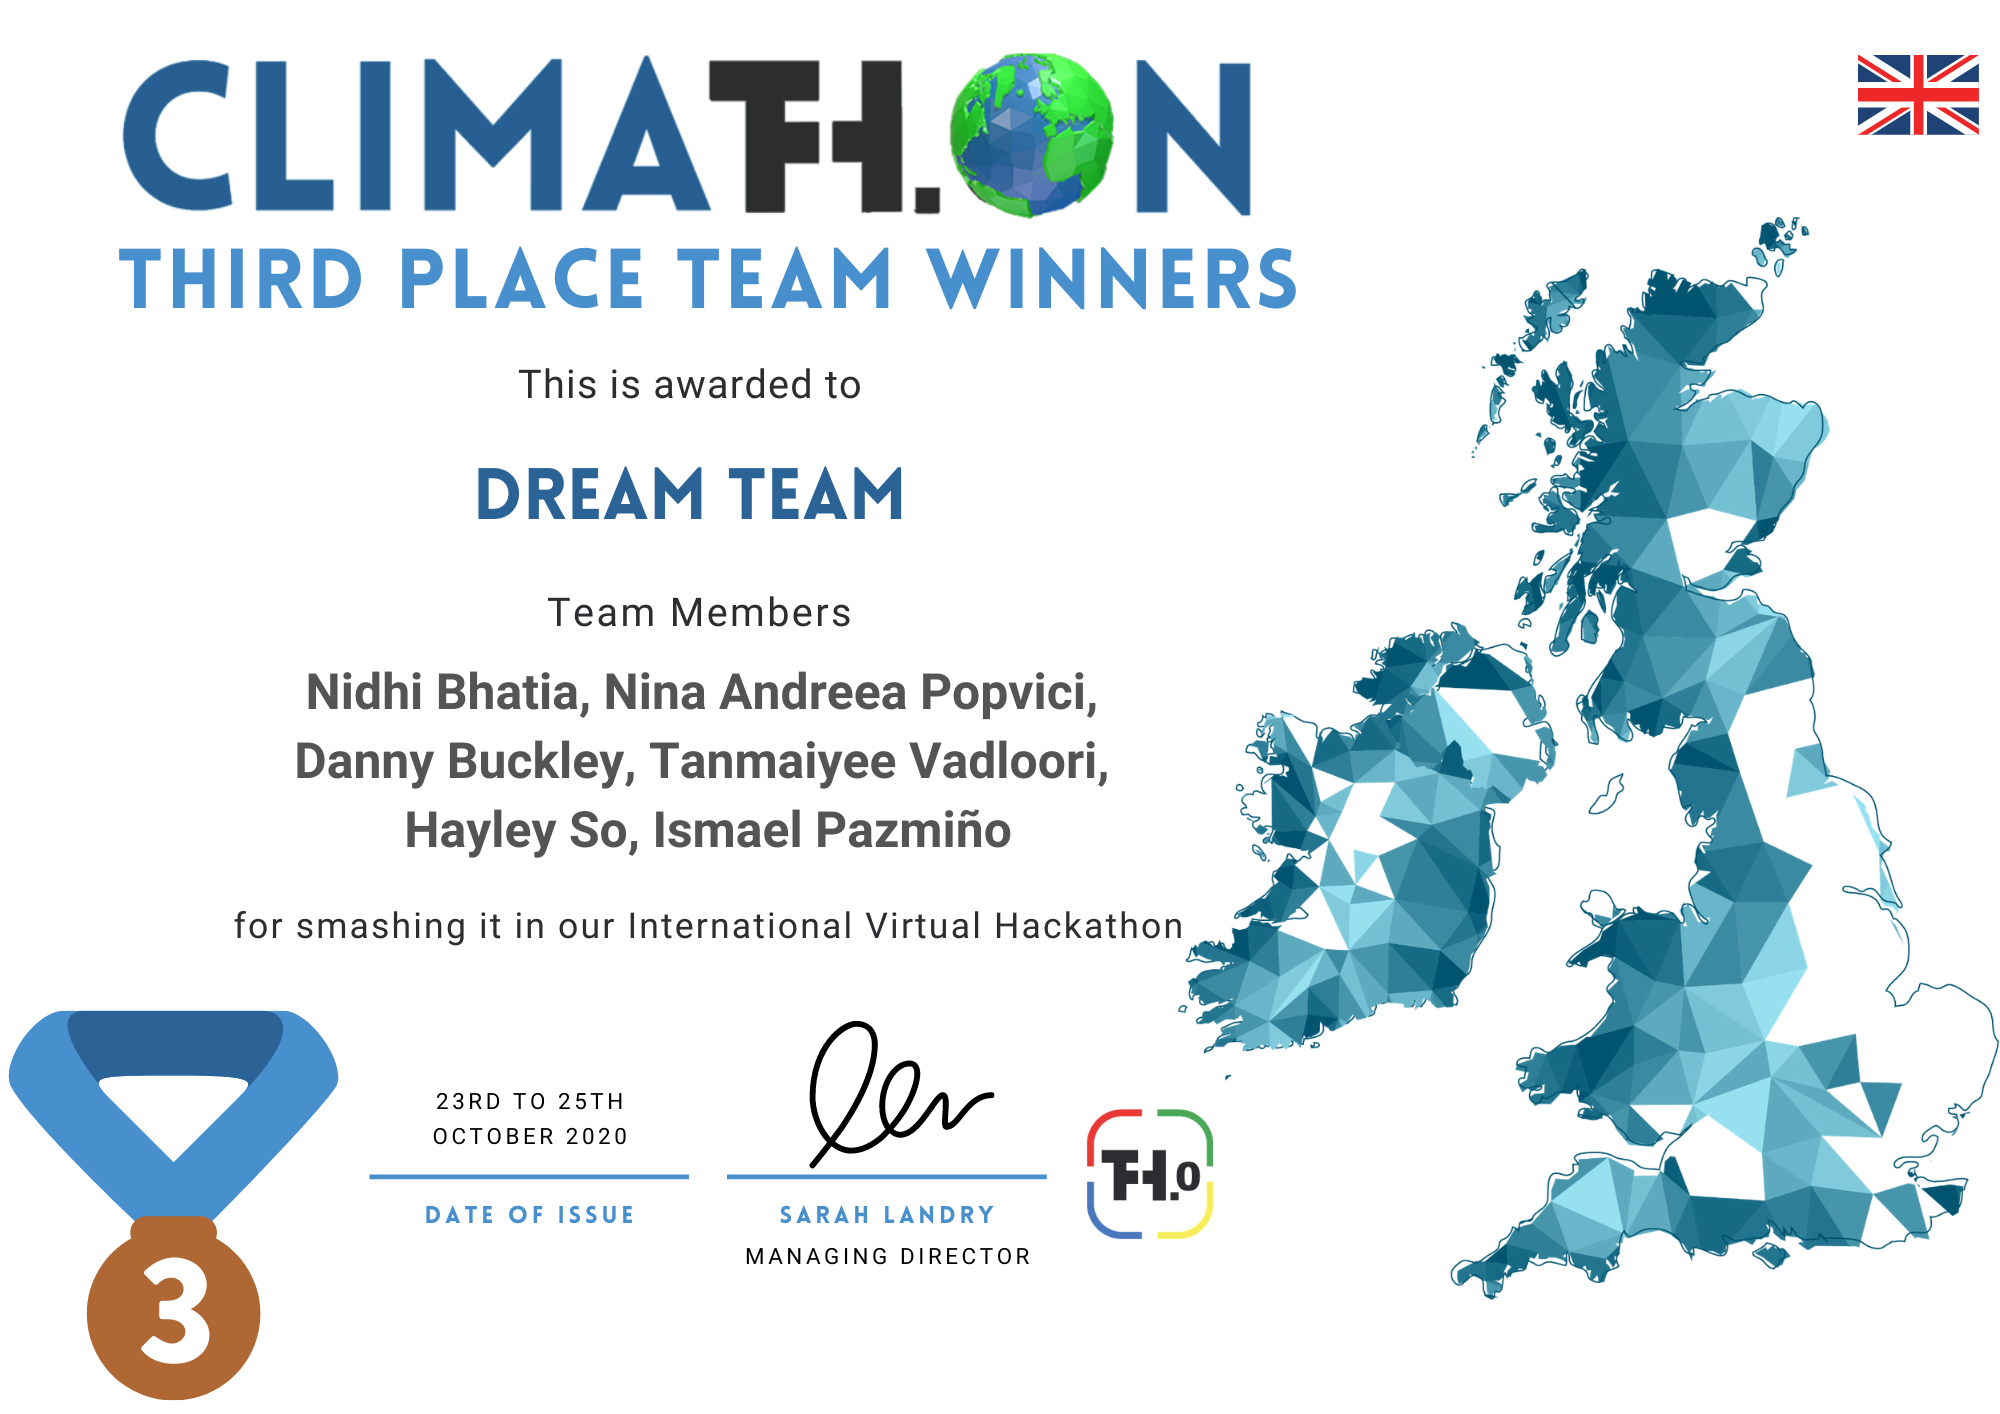 CLIMATH.ON
THIRD PLACE TEAM WINNERS
This is awarded to
DREAM TEAM
Team Members
Nidhi Bhatia, Nina Andreea Popvici,
Danny Buckley, Tanmaiyee Vadloori,
Hayley So, Ismael Pazmiño
for smashing it in our International Virtual Hackathon
23RD TO 25TH
OCTOBER 2020
DATE OF ISSUE
SARAH LANDRY
MANAGING DIRECTOR
TH.0
3